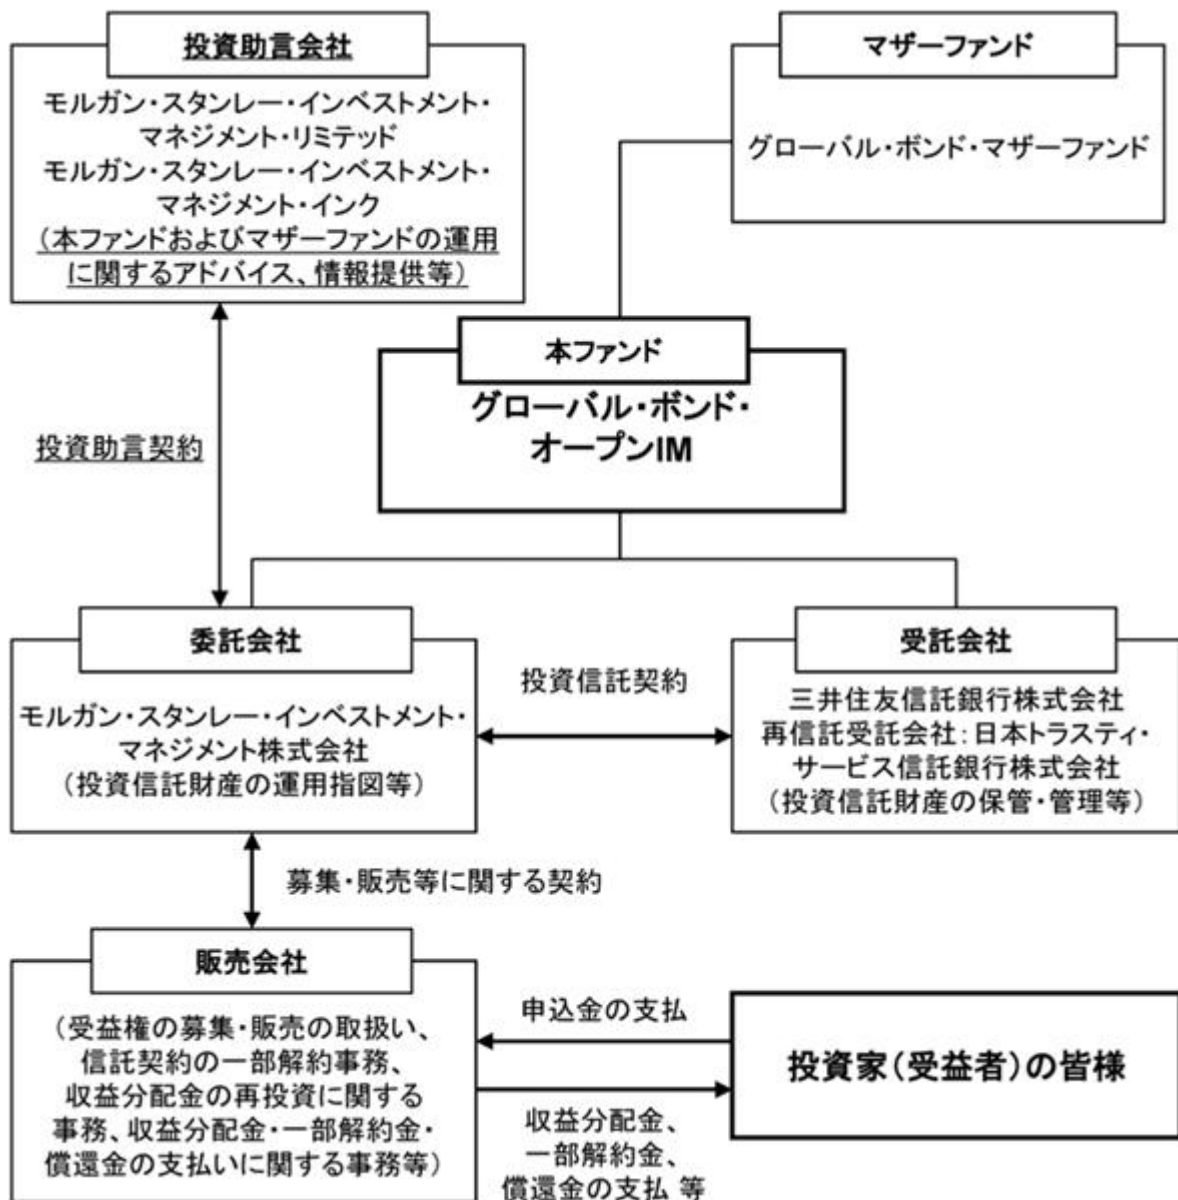 投資助言会社
モルガン・スタンレー・インベストメント・
マネジメント・リミテッド
モルガン・スタンレー・インベストメント・
マネジメント・インク
（本ファンドおよびマザーファンドの運用
に関するアドバイス、情報提供等）
マザーファンド
グローバル・ボンド・マザーファンド
本ファンド
グローバル・ボンド・
オープンIM
投資助言契約
委託会社
モルガン・スタンレー・インベストメント・
マネジメント株式会社
（投資信託財産の運用指図等）
投資信託契約
受託会社
三井住友信託銀行株式会社
再信託受託会社：日本トラスティ・
サービス信託銀行株式会社
（投資信託財産の保管・管理等）
募集・販売等に関する契約
販売会社
（受益権の募集・販売の取扱い、
信託契約の一部解約事務、
収益分配金の再投資に関する
事務、収益分配金・一部解約金・
償還金の支払いに関する事務等）
申込金の支払
収益分配金、
一部解約金、
償還金の支払 等
投資家（受益者）の皆様